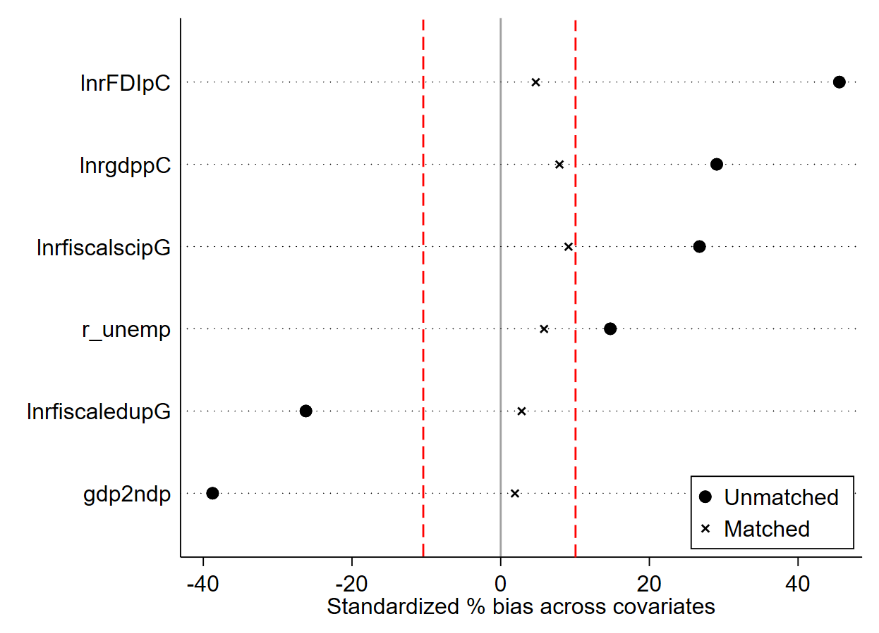 lnrFDIpC
lnrgdppC
lnrfiscalscipG
r_unemp
lnrfiscaledupG
gdp2ndp
Unmatched
Matched
-40 -20 0 20 40
Standardized % bias across covariates